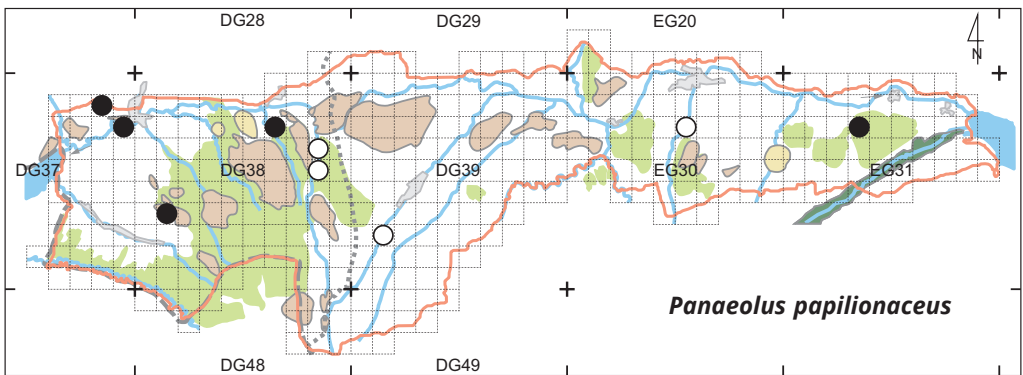 DG28 DG29 EG20
N
DG37 DG38 DG39 EG30 EG31
Panaeolus papilionaceus
DG48 DG49